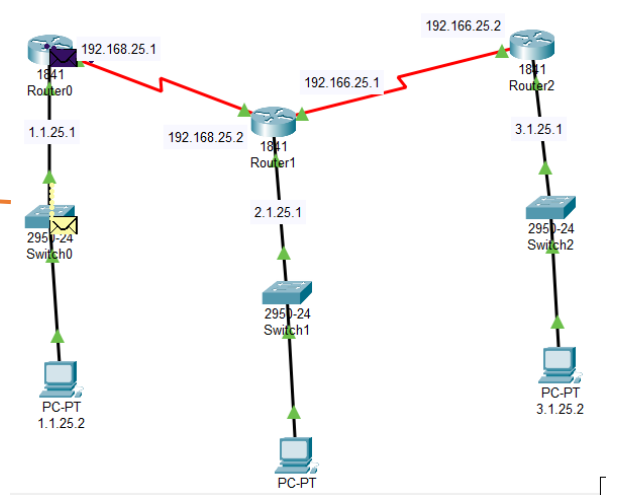 192.168.25.1
1841
Router0
1.1.25.1
2950-24
Switch0
PC-PT
1.1.25.2
192.168.25.2
192.166.25.1
1841
Router1
2.1.25.1
2950-24
Switch1
PC-PT
192.166.25.2
1841
Router2
3.1.25.1
2950-24
Switch2
PC-PT
3.1.25.2